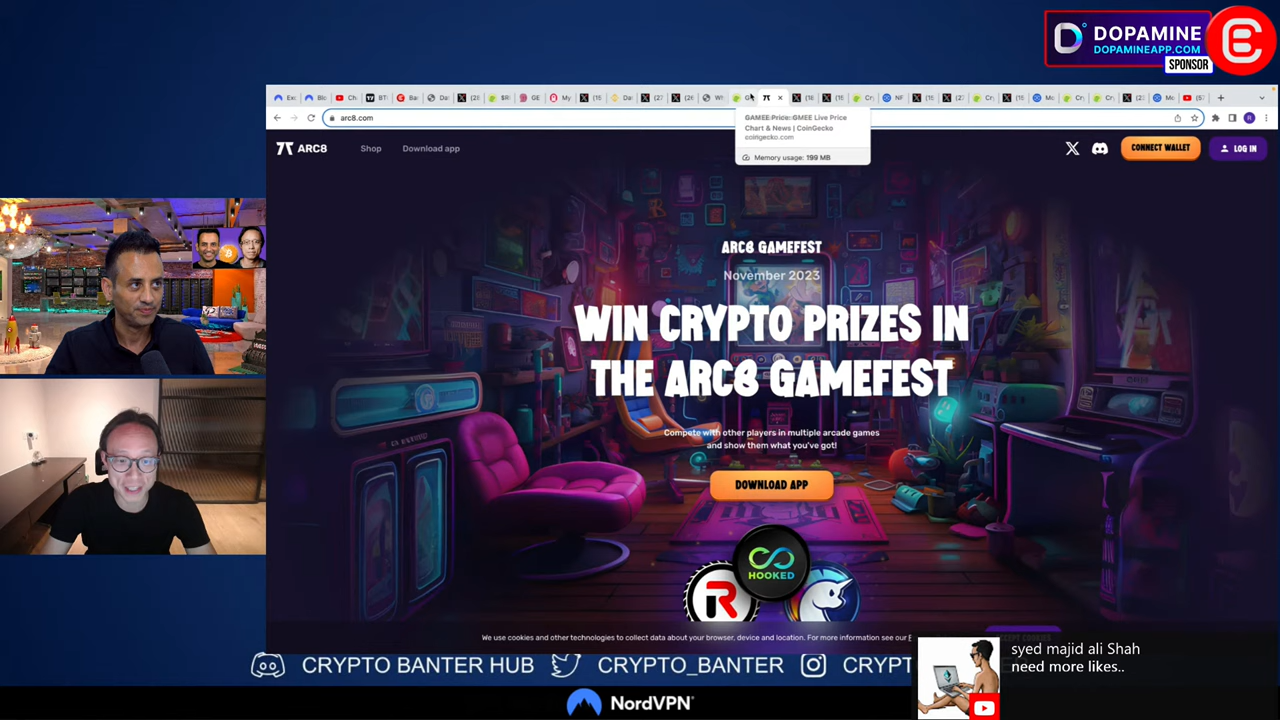 DOPAMINE
DOPAMINEAPP.COM
SPONSOR
arc8.com
GAMEE Price: GMEE Live Price
Chart & News | CoinGecko
coingecko.com
Memory usage: 199 MB
ARC8
Shop
Download app
CONNECT WALLET
LOG IN
ARC8 GAMEFEST
November 2023
WIN CRYPTO PRIZES IN
THE ARC8 GAMEFEST
Compete with other players in multiple arcade games
and show them what you've got!
DOWNLOAD APP
HOOKED
R
We use cookies and other technologies to collect data about your browser, device and location. For more information see our
syed majid ali Shah
need more likes..
CRYPTO BANTER HUB
CRYPTO_BANTER
CRYPT
NordVPN